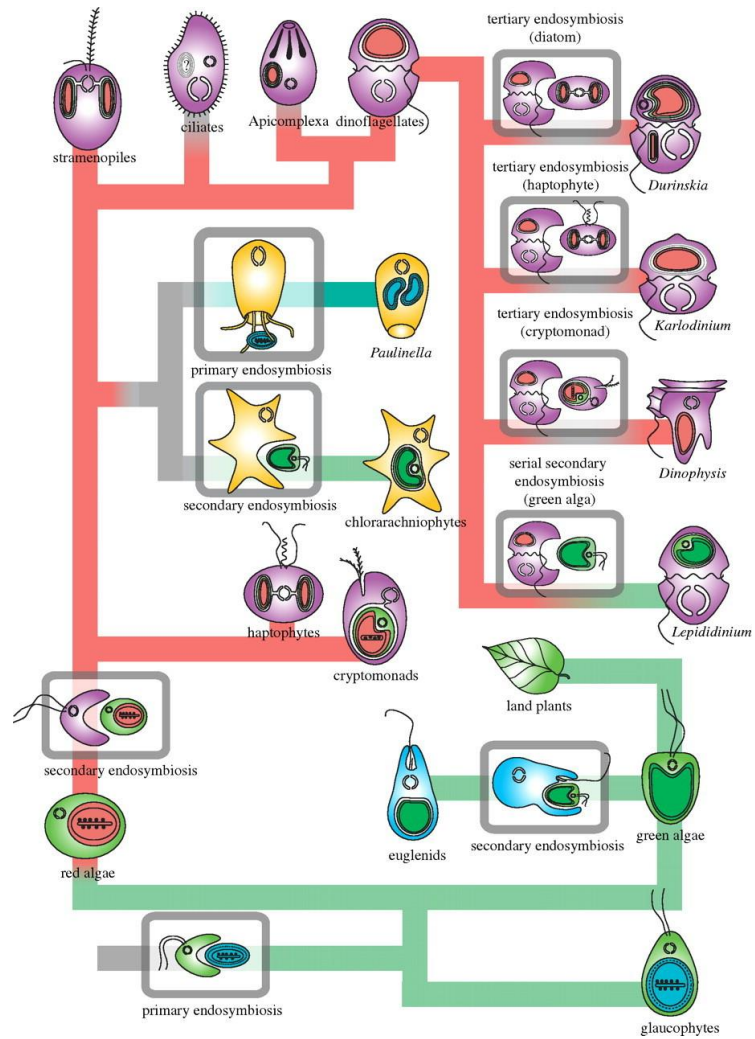 tertiary endosymbiosis
(diatom)
stramenopiles
ciliates
?
Apicomplexa
dinoflagellates
Durinskia
tertiary endosymbiosis
(haptophyte)
Karlodinium
primary endosymbiosis
Paulinella
tertiary endosymbiosis
(cryptomonad)
Dinophysis
secondary endosymbiosis
chlorarachniophytes
serial secondary
endosymbiosis
(green alga)
Lepididinium
haptophytes
cryptomonads
land plants
secondary endosymbiosis
red algae
euglenids
secondary endosymbiosis
green algae
primary endosymbiosis
glaucophytes